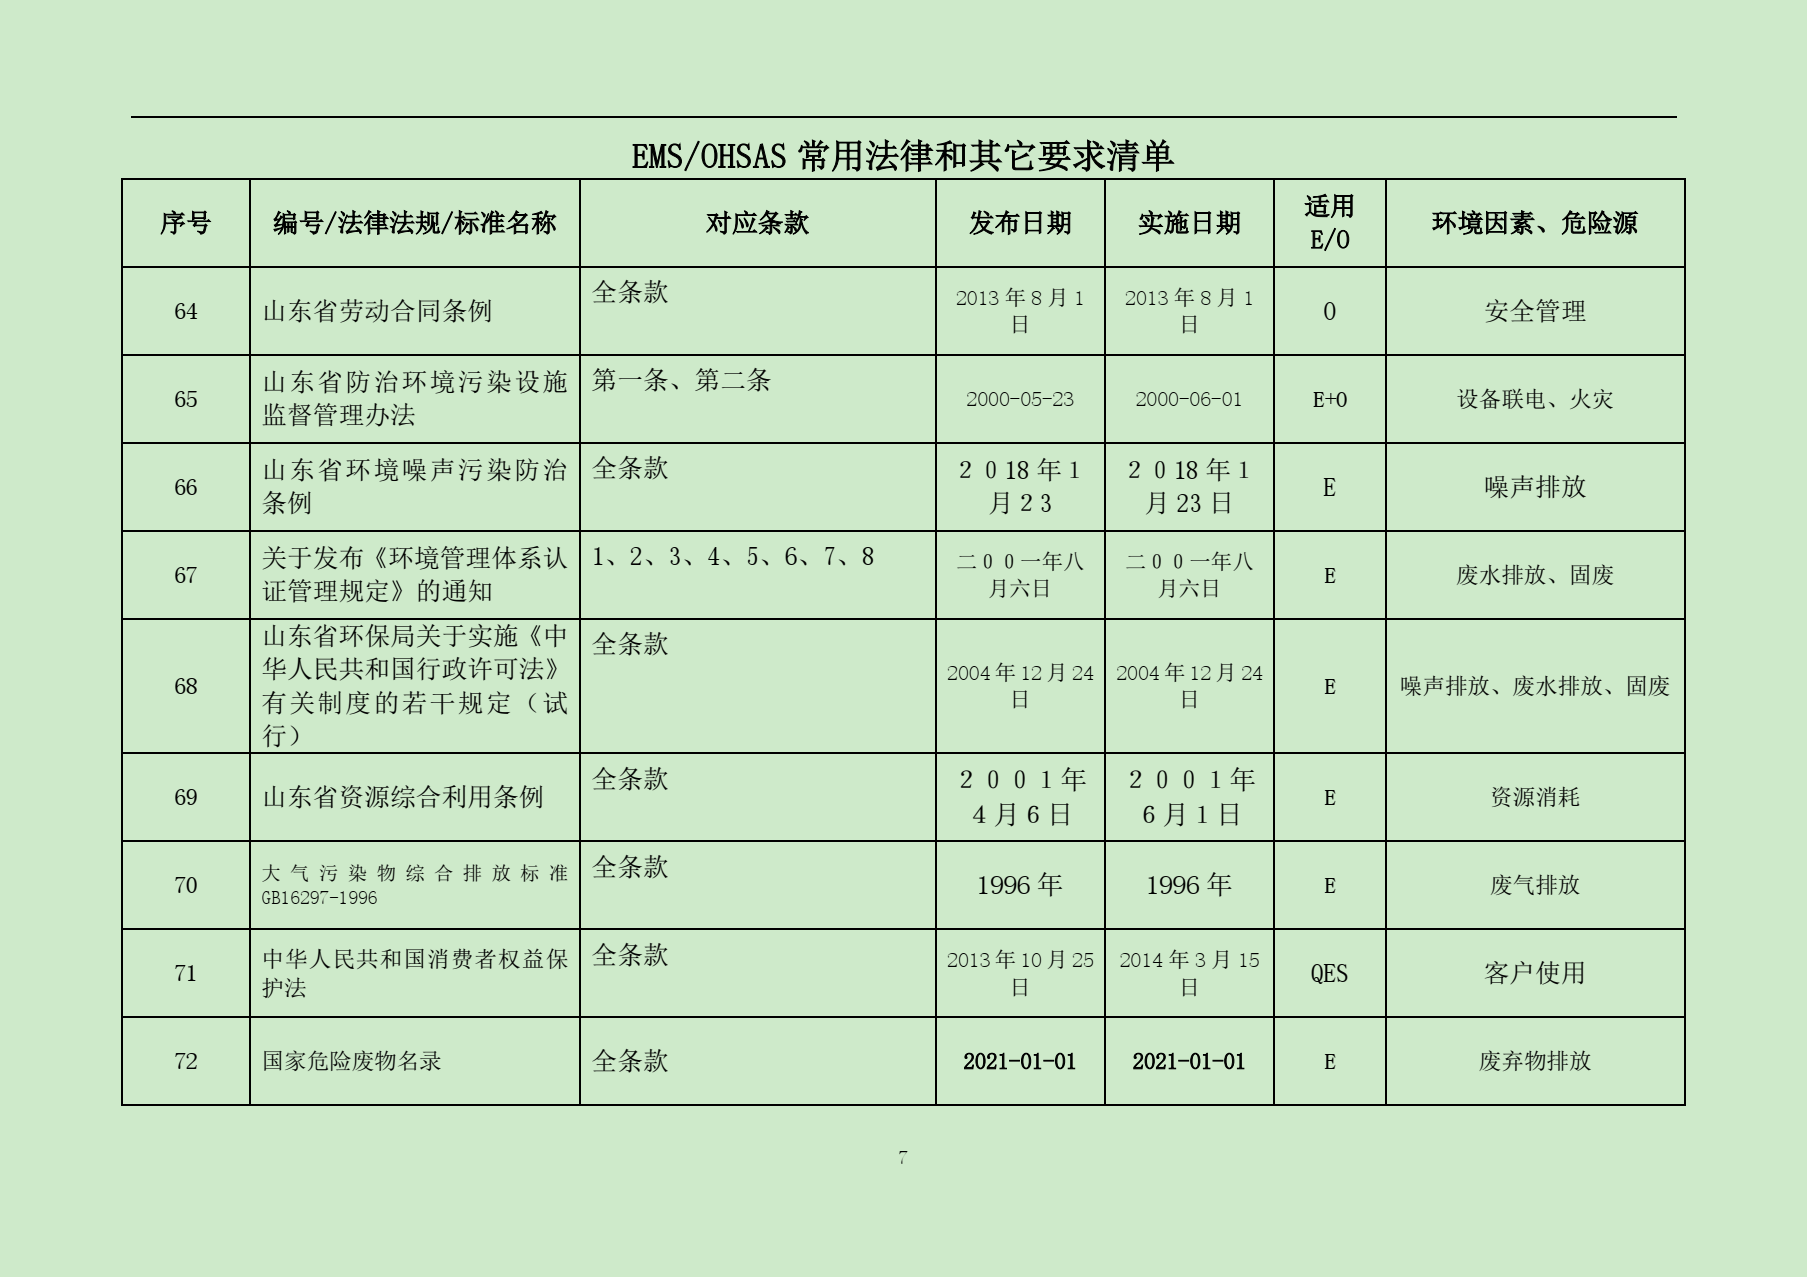 EMS/OHSAS 常用法律和其它要求清单
序号
编号/法律法规/标准名称
对应条款
发布日期
实施日期
适用
E/O
环境因素、危险源
64
山东省劳动合同条例
全条款
2013 年 8 月 1
日
2013 年 8 月 1
日
O
安全管理
65
山东省防治环境污染设施
监督管理办法
第一条、第二条
2000-05-23
2000-06-01
E+O
设备联电、火灾
66
山东省环境噪声污染防治
条例
全条款
２０18 年 1
月２3
２０18 年 1
月 23 日
E
噪声排放
67
关于发布《环境管理体系认
证管理规定》的通知
1、2、3、4、5、6、7、8
二００一年八
月六日
二００一年八
月六日
E
废水排放、固废
68
山东省环保局关于实施《中
华人民共和国行政许可法》
有关制度的若干规定（试
行）
全条款
2004 年 12 月 24
日
2004 年 12 月 24
日
E
噪声排放、废水排放、固废
69
山东省资源综合利用条例
全条款
２００１年
４月６日
２００１年
６月１日
E
资源消耗
70
大气污染物综合排放标准
GB16297-1996
全条款
1996 年
1996 年
E
废气排放
71
中华人民共和国消费者权益保
护法
全条款
2013 年 10 月 25
日
2014 年 3 月 15
日
QES
客户使用
72
国家危险废物名录
全条款
2021-01-01
2021-01-01
E
废弃物排放
7